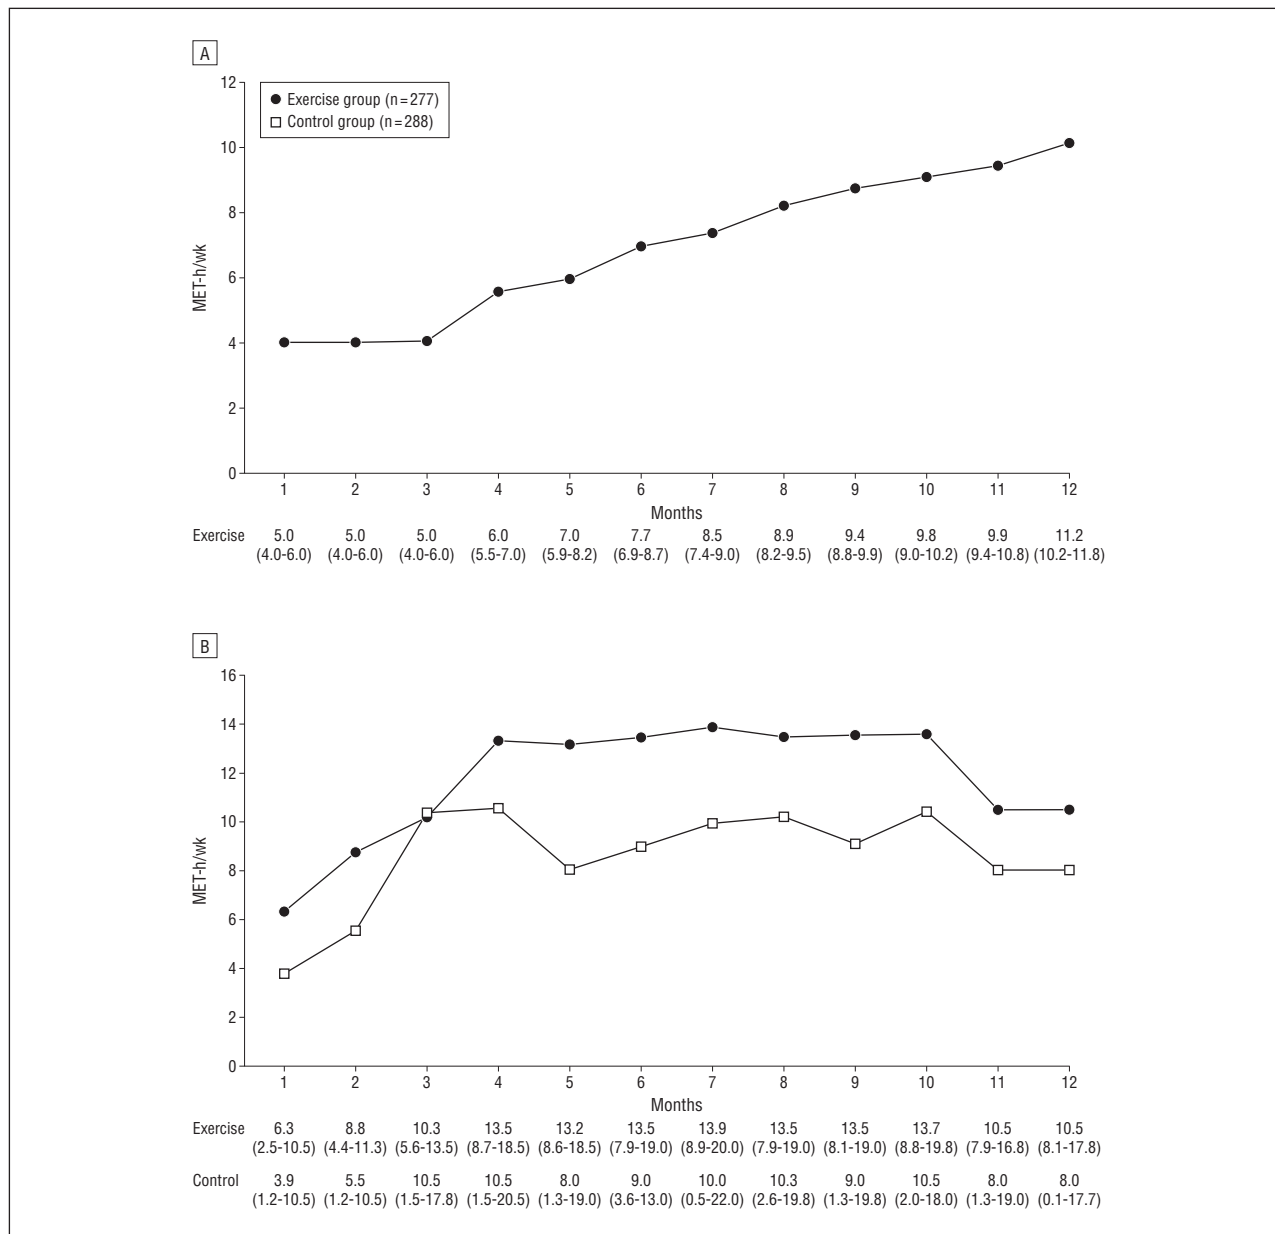 A
Exercise group (n=277)
Control group (n=288)
12
10
8
6
4
2
0
MET-h/wk
1 2 3 4 5 6 7 8 9 10 11 12
Months
Exercise 5.0 5.0 5.0 6.0 7.0 7.7 8.5 8.9 9.4 9.8 9.9 11.2
(4.0-6.0) (4.0-6.0) (4.0-6.0) (5.5-7.0) (5.9-8.2) (6.9-8.7) (7.4-9.0) (8.2-9.5) (8.8-9.9) (9.0-10.2) (9.4-10.8) (10.2-11.8)
B
16
14
12
10
8
6
4
2
0
MET-h/wk
1 2 3 4 5 6 7 8 9 10 11 12
Months
Exercise 6.3 8.8 10.3 13.5 13.2 13.5 13.9 13.5 13.5 13.7 10.5 10.5
(2.5-10.5) (4.4-11.3) (5.6-13.5) (8.7-18.5) (8.6-18.5) (7.9-19.0) (8.9-20.0) (7.9-19.0) (8.1-19.0) (8.8-19.8) (7.9-16.8) (8.1-17.8)
Control 3.9 5.5 10.5 10.5 8.0 9.0 10.0 10.3 9.0 10.5 8.0 8.0
(1.2-10.5) (1.2-10.5) (1.5-17.8) (1.5-20.5) (1.3-19.0) (3.6-13.0) (0.5-22.0) (2.6-19.8) (1.3-19.8) (2.0-18.0) (1.3-19.0) (0.1-17.7)